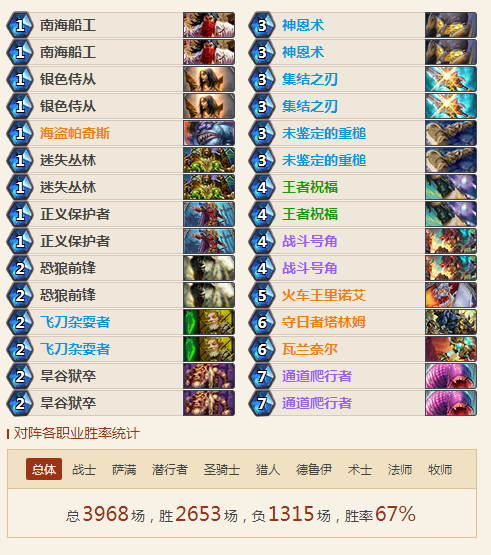 1 南海船工
1 南海船工
1 银色侍从
1 银色侍从
1 海盗帕奇斯
1 迷失丛林
1 迷失丛林
1 正义保护者
1 正义保护者
2 恐狼前锋
2 恐狼前锋
2 飞刀杂耍者
2 飞刀杂耍者
2 旱谷狱卒
2 旱谷狱卒
3 神恩术
3 神恩术
3 集结之刃
3 集结之刃
3 未鉴定的重槌
3 未鉴定的重槌
4 王者祝福
4 王者祝福
4 战斗号角
4 战斗号角
5 火车王里诺艾
6 守日者塔林姆
6 瓦兰奈尔
7 通道爬行者
7 通道爬行者
对阵各职业胜率统计
总体 战士 萨满 潜行者 圣骑士 猎人 德鲁伊 术士 法师 牧师
总3968场，胜2653场，负1315场，胜率67%